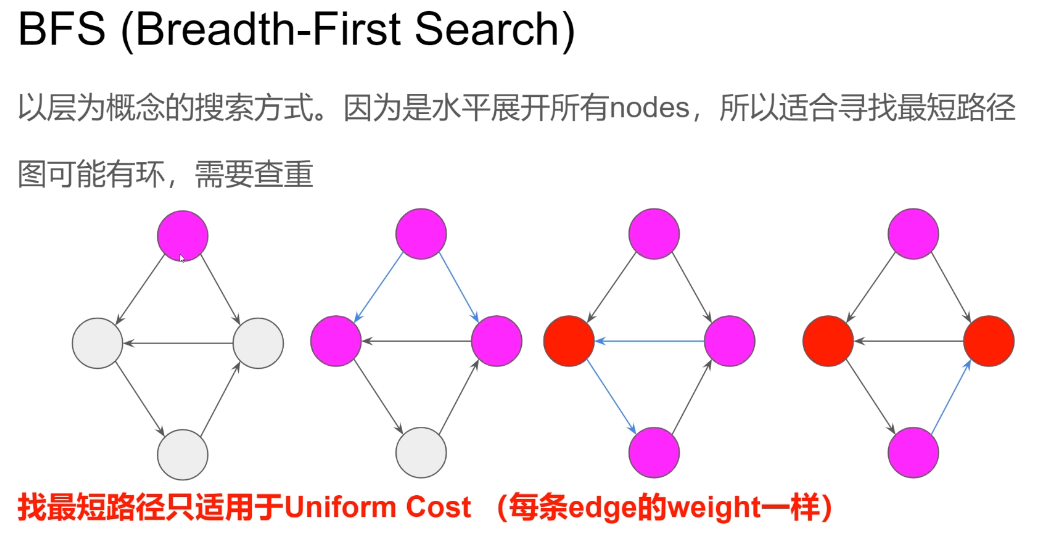 BFS (Breadth-First Search)
以层为概念的搜索方式。因为是水平展开所有nodes，所以适合寻找最短路径
图可能有环，需要查重
找最短路径只适用于Uniform Cost （每条edge的weight一样）